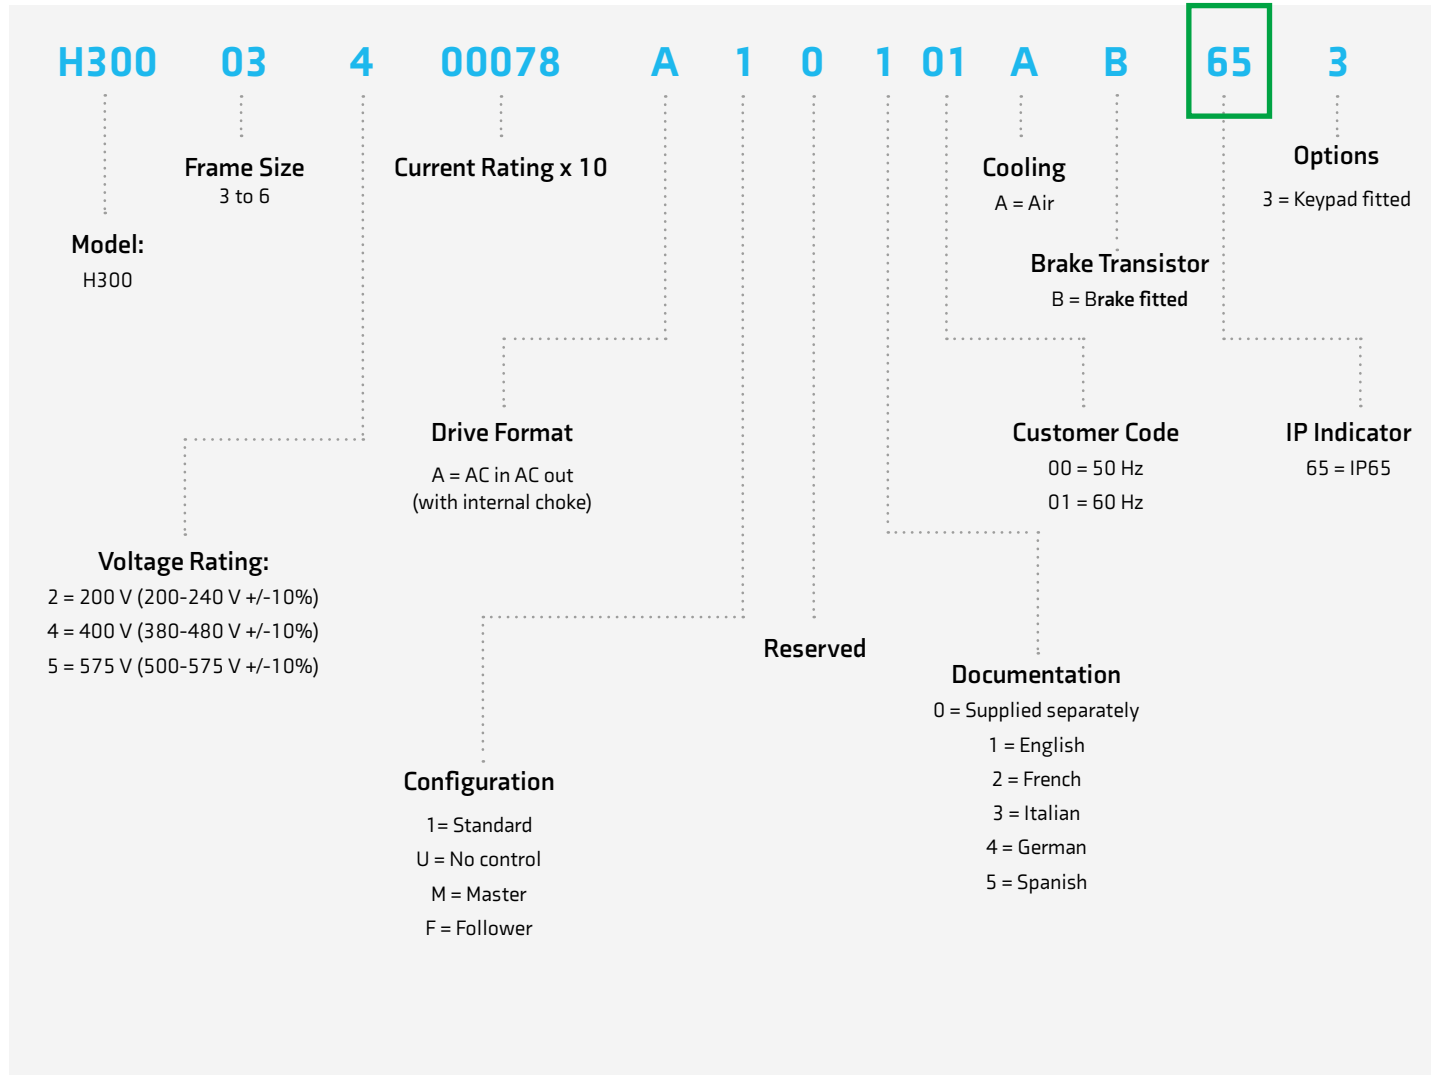 H300 03 4 00078 A 1 0 1 01 A B 65 3
Frame Size
3 to 6
Current Rating x 10
Cooling
A = Air
Options
3 = Keypad fitted
Model:
H300
Brake Transistor
B = Brake fitted
Drive Format
A = AC in AC out
(with internal choke)
Customer Code
00 = 50 Hz
01 = 60 Hz
IP Indicator
65 = IP65
Voltage Rating:
2 = 200 V (200-240 V +/-10%)
4 = 400 V (380-480 V +/-10%)
5 = 575 V (500-575 V +/-10%)
Reserved
Documentation
0 = Supplied separately
1 = English
2 = French
3 = Italian
4 = German
5 = Spanish
Configuration
1= Standard
U = No control
M = Master
F = Follower